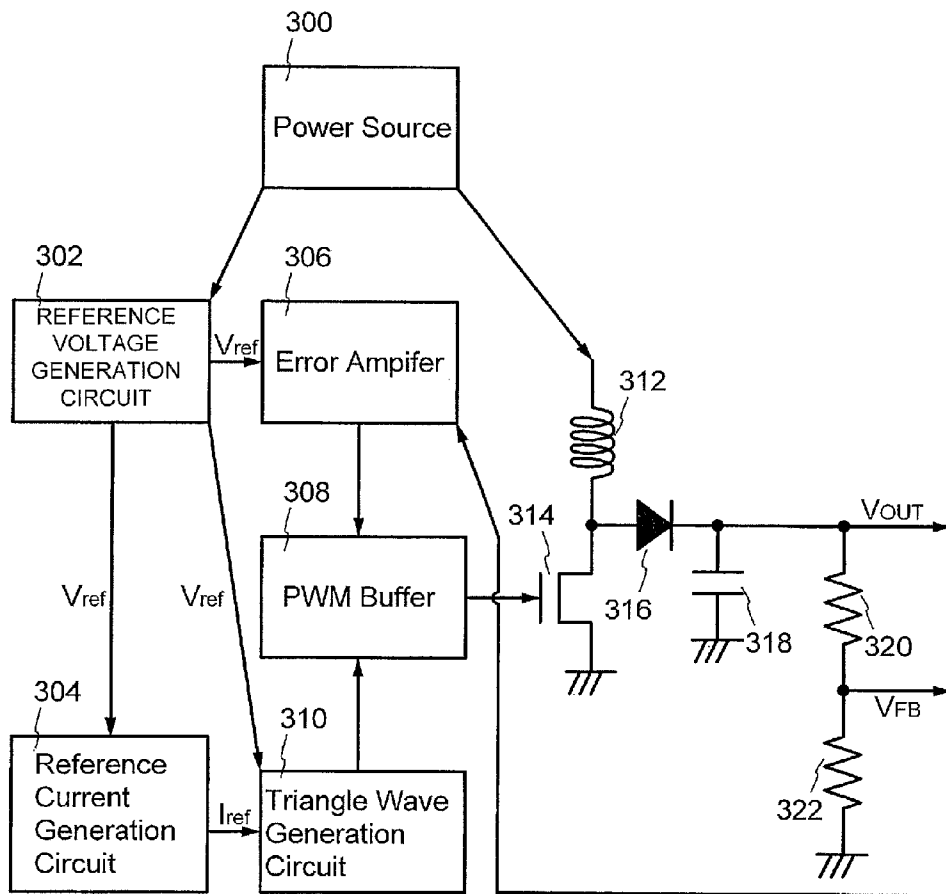 300
Power Source
302
REFERENCE
VOLTAGE
GENERATION
CIRCUIT
Vref
306
Error Ampifer
312
308
PWM Buffer
314
316
318
VOUT
320
Vref
Vref
VFB
304
Reference
Current
Generation
Circuit
Iref
310
Triangle Wave
Generation
Circuit
322